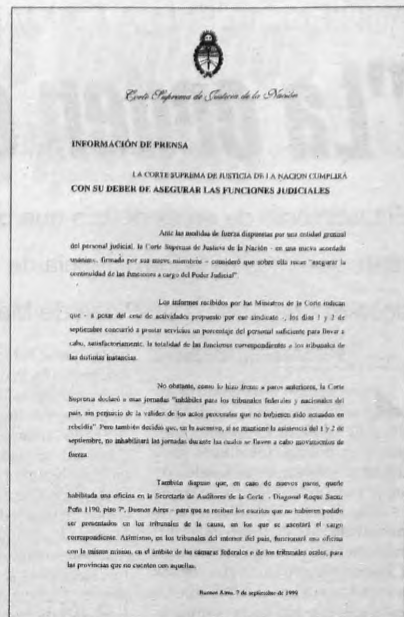 Corte Suprema de Justicia de la Nación
INFORMACIÓN DE PRENSA
LA CORTE SUPREMA DE JUSTICIA DE LA NACION CUMPLIRÁ
CON SU DEBER DE ASEGURAR LAS FUNCIONES JUDICIALES
Ante las medidas de fuerza dispuestas por una entidad gremial
del personal judicial, la Corte Suprema de Justicia de la Nación - en una nueva acordada
unánime, firmada por sus nueve miembros - consideró que sobre ella recae "asegurar la
continuidad de las funciones a cargo del Poder Judicial".
Los informes recibidos por los Ministros de la Corte indican
que - a pesar del cese de actividades propuesto por ese sindicato -, los días 1 y 2 de
septiembre concurrió a prestar servicios un porcentaje del personal suficiente para llevar a
cabo, satisfactoriamente, la totalidad de las funciones correspondientes a los tribunales de
las distintas instancias.
No obstante, como lo hizo frente a paros anteriores, la Corte
Suprema declaró a esas jornadas "inhábiles para los tribunales federales y nacionales del
país, sin perjuicio de la validez de los actos procesales que no hubiesen sido actuados en
rebeldía". Pero también decidió que, en lo sucesivo, si se mantiene la asistencia del 1 y 2 de
septiembre, no inhabilitará las jornadas durante las cuales se lleven a cabo movimientos de
fuerza.
También dispuso que, en caso de nuevos paros, quede
habilitada una oficina en la Secretaría de Auditores de la Corte - Diagonal Roque Saenz
Peña 1190, piso 7º, Buenos Aires - para que se reciban los escritos que no hubieren podido
ser presentados en los tribunales de la causa, en los que se asentará el cargo
correspondiente. Asimismo, en los tribunales del interior del país, funcionará una oficina
con la misma misión, en el ámbito de las cámaras federales o de los tribunales orales, para
las provincias que no cuenten con aquellas.
Buenos Aires, 7 de septiembre de 1999